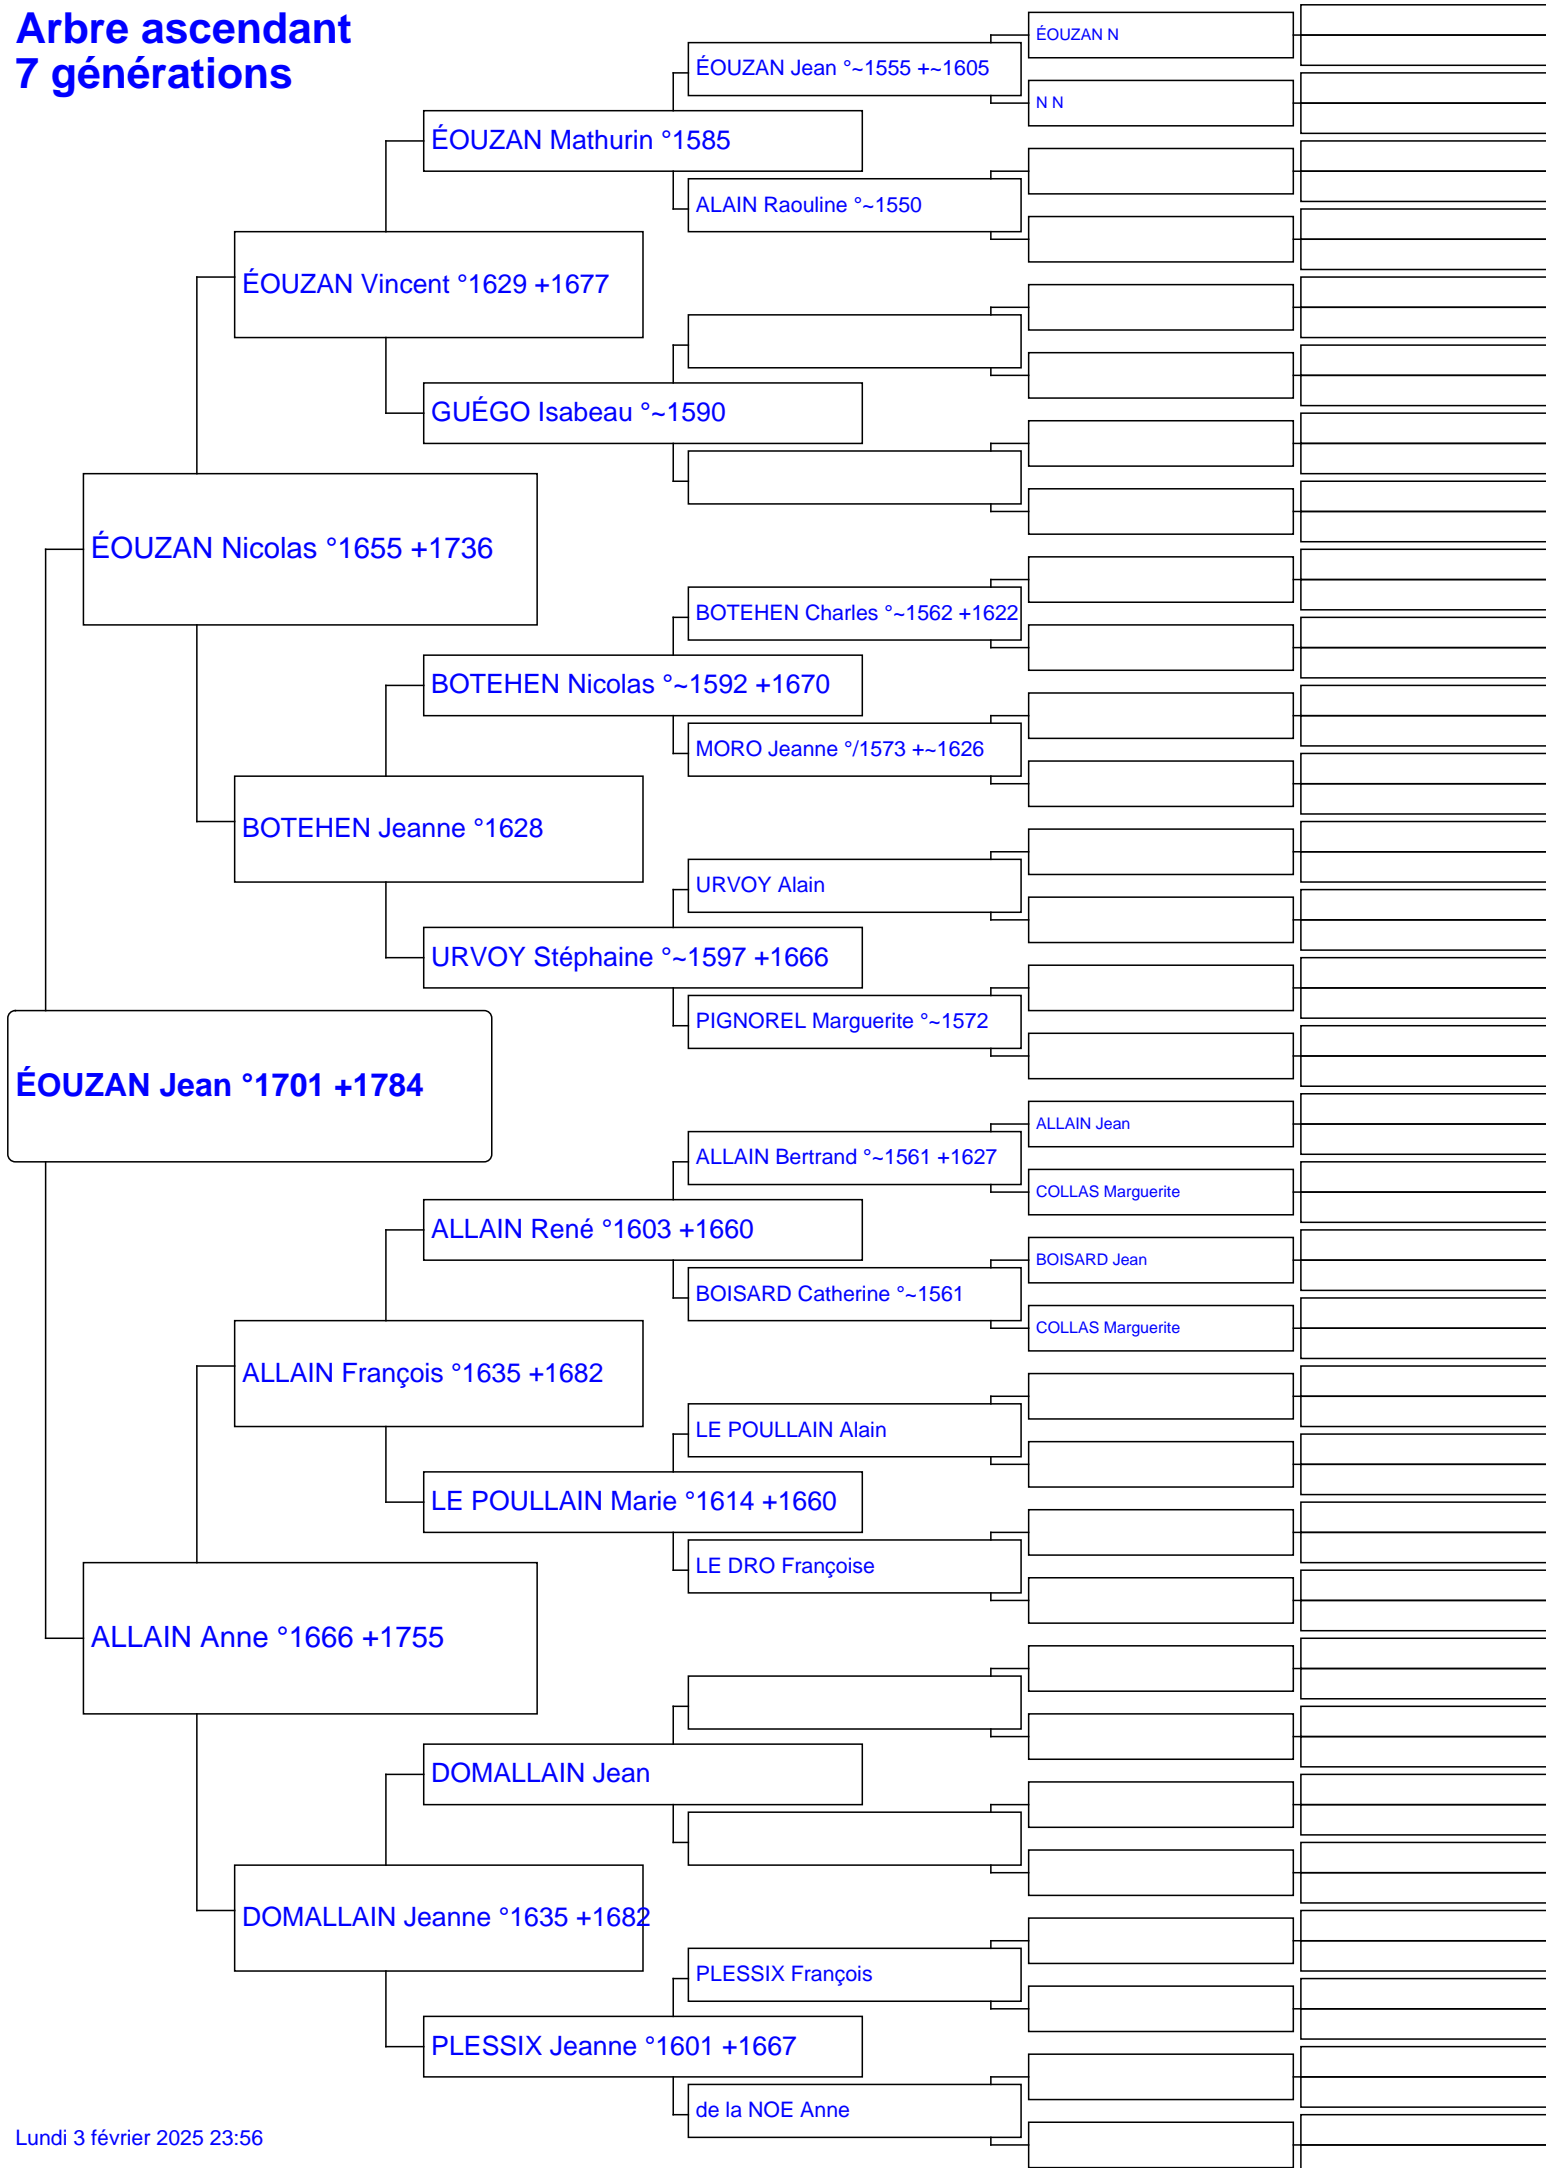 Arbre ascendant
7 générations
ÉOUZAN N
ÉOUZAN Jean °~1555 +~1605
N N
ÉOUZAN Mathurin °1585
ALAIN Raouline °~1550
ÉOUZAN Vincent °1629 +1677
GUÉGO Isabeau °~1590
ÉOUZAN Nicolas °1655 +1736
BOTEHEN Charles °~1562 +1622
BOTEHEN Nicolas °~1592 +1670
MORO Jeanne °/1573 +~1626
BOTEHEN Jeanne °1628
URVOY Alain
URVOY Stéphaine °~1597 +1666
PIGNOREL Marguerite °~1572
ÉOUZAN Jean °1701 +1784
ALLAIN Jean
ALLAIN Bertrand °~1561 +1627
COLLAS Marguerite
ALLAIN René °1603 +1660
BOISARD Jean
BOISARD Catherine °~1561
COLLAS Marguerite
ALLAIN François °1635 +1682
LE POULLAIN Alain
LE POULLAIN Marie °1614 +1660
LE DRO Françoise
ALLAIN Anne °1666 +1755
DOMALLAIN Jean
DOMALLAIN Jeanne °1635 +1682
PLESSIX François
PLESSIX Jeanne °1601 +1667
de la NOE Anne
Lundi 3 février 2025 23:56